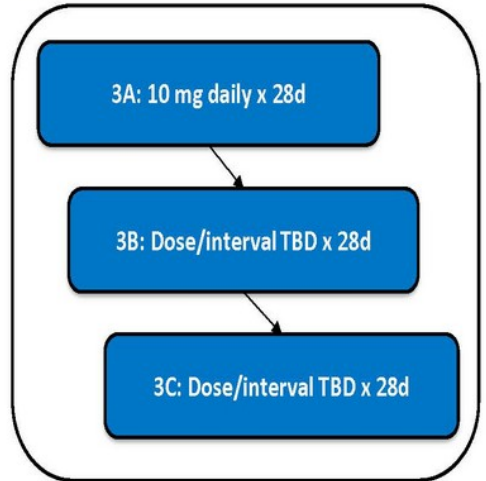 3A: 10 mg daily x 28d
3B: Dose/interval TBD x 28d
3C: Dose/interval TBD x 28d